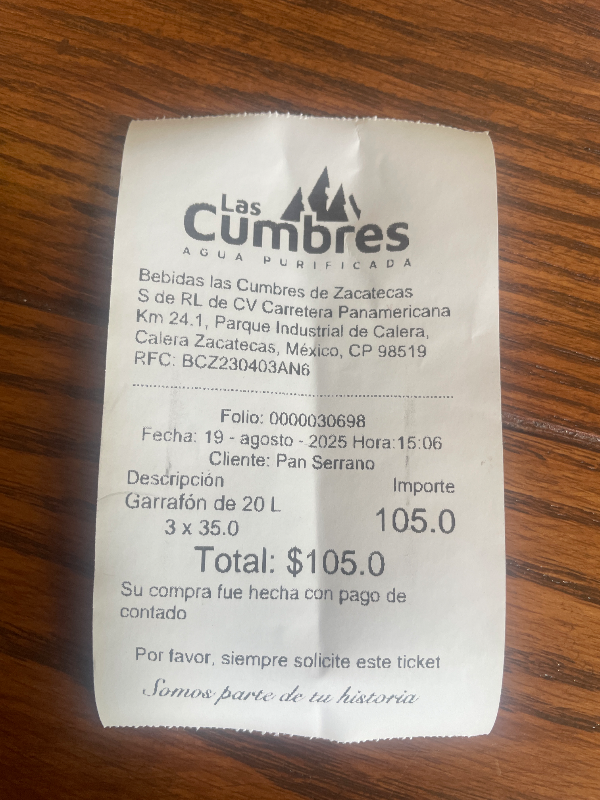 Las
Cumbres
AGUA PURIFICADA
Bebidas las Cumbres de Zacatecas
S de RL de CV Carretera Panamericana
Km 24.1, Parque Industrial de Calera,
Calera Zacatecas, México, CP 98519
RFC: BCZ230403AN6
Folio: 0000030698
Fecha: 19 - agosto - 2025 Hora:15:06
Cliente: Pan Serrano
Descripción Importe
Garrafón de 20 L
3 x 35.0 105.0
Total: $105.0
Su compra fue hecha con pago de
contado
Por favor, siempre solicite este ticket
Somos parte de tu historia